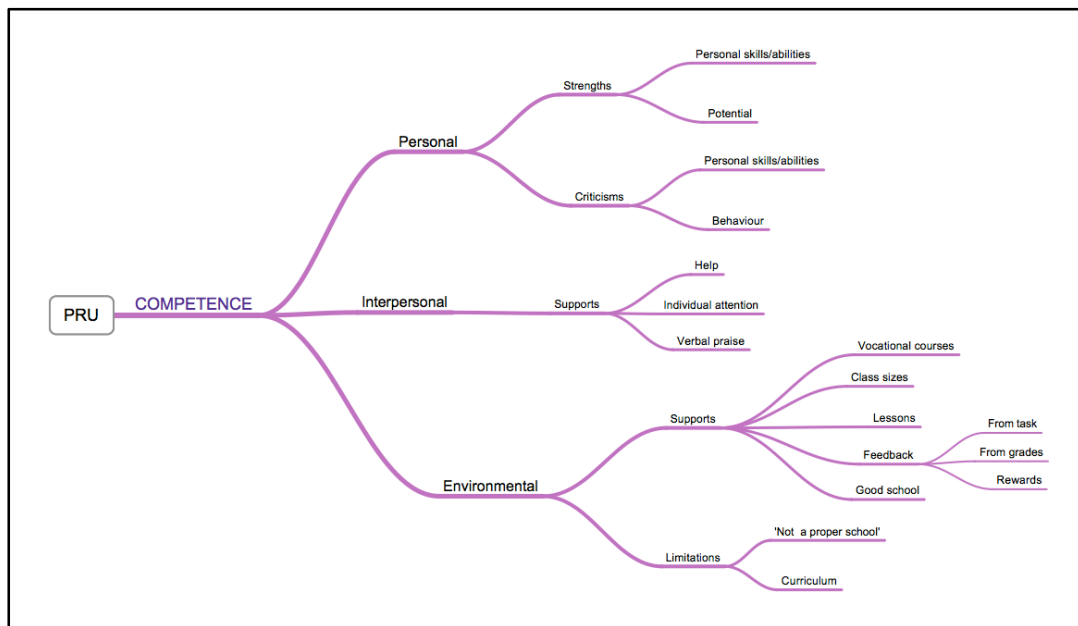 PRU
COMPETENCE
Personal
Strengths
Personal skills/abilities
Potential
Criticisms
Personal skills/abilities
Behaviour
Interpersonal
Supports
Help
Individual attention
Verbal praise
Environmental
Supports
Vocational courses
Class sizes
Lessons
Feedback
From task
From grades
Rewards
Good school
Limitations
'Not a proper school'
Curriculum